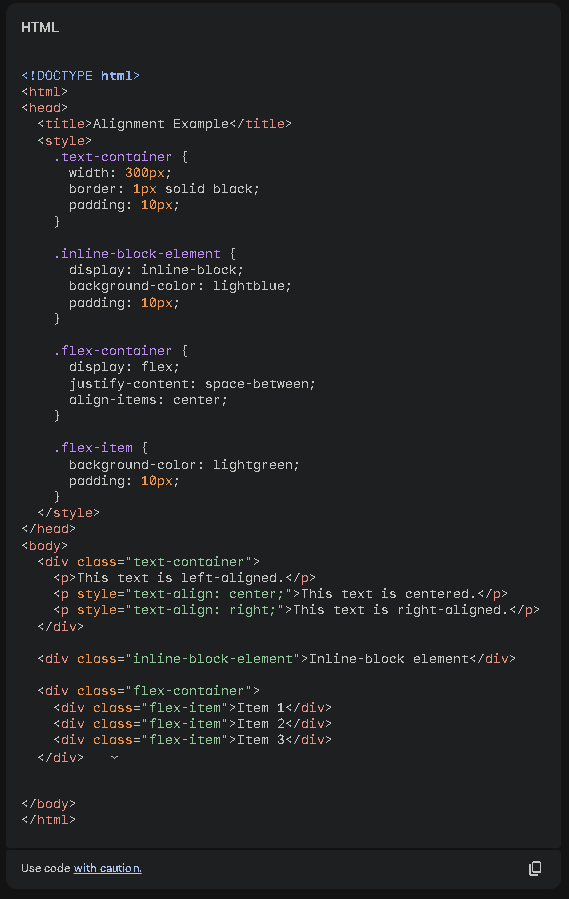 HTML
<!DOCTYPE html>
<html>
<head>
  <title>Alignment Example</title>
  <style>
    .text-container {
      width: 300px;
      border: 1px solid black;
      padding: 10px;
    }

    .inline-block-element {
      display: inline-block;
      background-color: lightblue;
      padding: 10px;
    }

    .flex-container {
      display: flex;
      justify-content: space-between;
      align-items: center;
    }

    .flex-item {
      background-color: lightgreen;
      padding: 10px;
    }
  </style>
</head>
<body>
  <div class="text-container">
    <p>This text is left-aligned.</p>
    <p style="text-align: center;">This text is centered.</p>
    <p style="text-align: right;">This text is right-aligned.</p>
  </div>

  <div class="inline-block-element">Inline-block element</div>

  <div class="flex-container">
    <div class="flex-item">Item 1</div>
    <div class="flex-item">Item 2</div>
    <div class="flex-item">Item 3</div>
  </div>

</body>
</html>
Use code with caution.